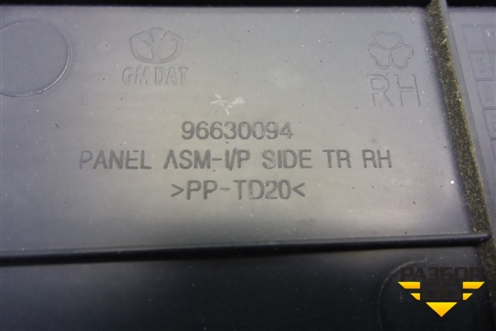 GM DAT
RH
96630094
PANEL ASM-I/P SIDE TR RH
>PP-TD20<
РАЗБОР